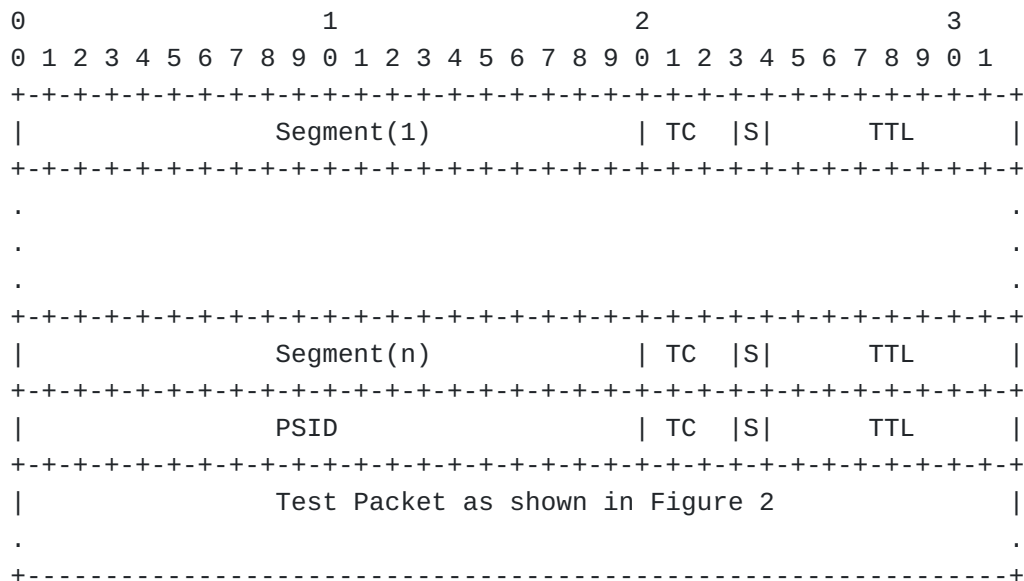 0                   1                   2                   3
0 1 2 3 4 5 6 7 8 9 0 1 2 3 4 5 6 7 8 9 0 1 2 3 4 5 6 7 8 9 0 1
+-+-+-+-+-+-+-+-+-+-+-+-+-+-+-+-+-+-+-+-+-+-+-+-+-+-+-+-+-+-+-+-+
|                Segment(1)             | TC  |S|      TTL      |
+-+-+-+-+-+-+-+-+-+-+-+-+-+-+-+-+-+-+-+-+-+-+-+-+-+-+-+-+-+-+-+-+
.                                                               .
.                                                               .
.                                                               .
+-+-+-+-+-+-+-+-+-+-+-+-+-+-+-+-+-+-+-+-+-+-+-+-+-+-+-+-+-+-+-+-+
|                Segment(n)             | TC  |S|      TTL      |
+-+-+-+-+-+-+-+-+-+-+-+-+-+-+-+-+-+-+-+-+-+-+-+-+-+-+-+-+-+-+-+-+
|                PSID                   | TC  |S|      TTL      |
+-+-+-+-+-+-+-+-+-+-+-+-+-+-+-+-+-+-+-+-+-+-+-+-+-+-+-+-+-+-+-+-+
|                Test Packet as shown in Figure 2               |
.                                                               .
+---------------------------------------------------------------+